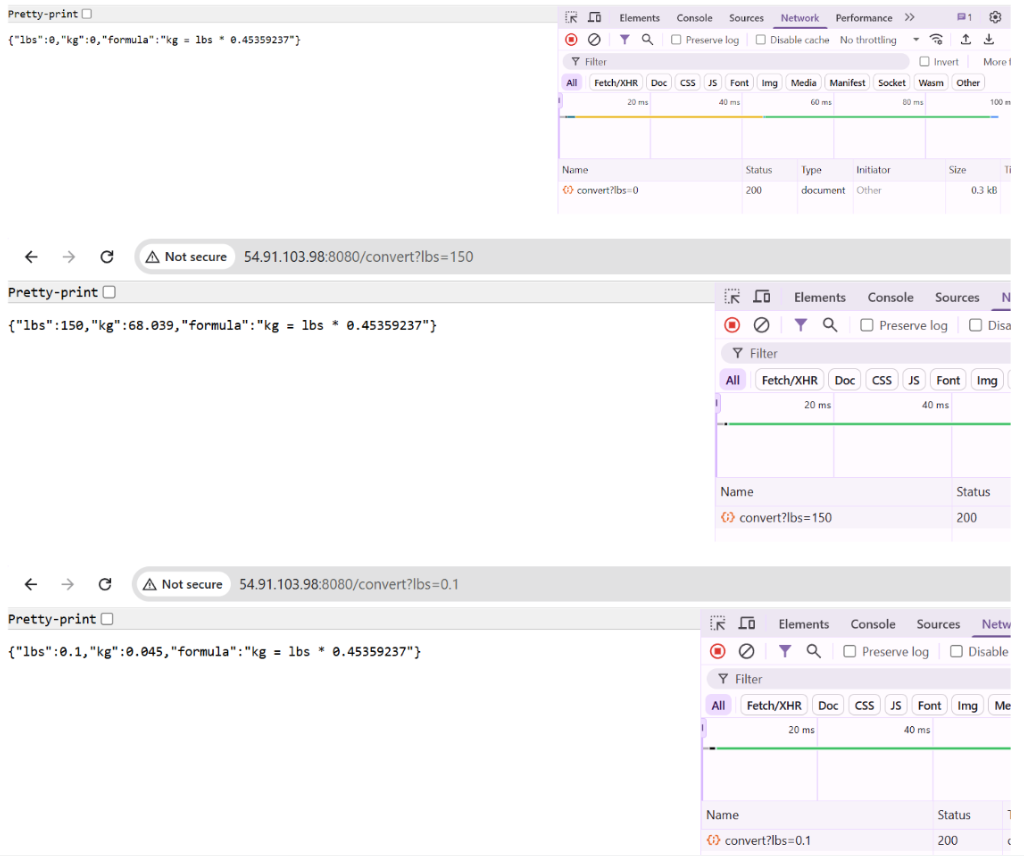 Pretty-print
{"lbs":0,"kg":0,"formula":"kg = lbs * 0.45359237"}
Elements Console Sources Network Performance 1
Preserve log Disable cache No throttling
Filter Invert More f
All Fetch/XHR Doc CSS JS Font Img Media Manifest Socket Wasm Other
20 ms 40 ms 60 ms 80 ms 100 m
Name Status Type Initiator Size Ti
convert?lbs=0 200 document Other 0.3 kB
Not secure 54.91.103.98:8080/convert?lbs=150
Pretty-print
{"lbs":150,"kg":68.039,"formula":"kg = lbs * 0.45359237"}
Elements Console Sources N
Preserve log Disa
Filter
All Fetch/XHR Doc CSS JS Font Img
20 ms 40 ms
Name Status
convert?lbs=150 200
Not secure 54.91.103.98:8080/convert?lbs=0.1
Pretty-print
{"lbs":0.1,"kg":0.045,"formula":"kg = lbs * 0.45359237"}
Elements Console Sources Netw
Preserve log Disable
Filter
All Fetch/XHR Doc CSS JS Font Img Me
20 ms 40 ms
Name Status
convert?lbs=0.1 200